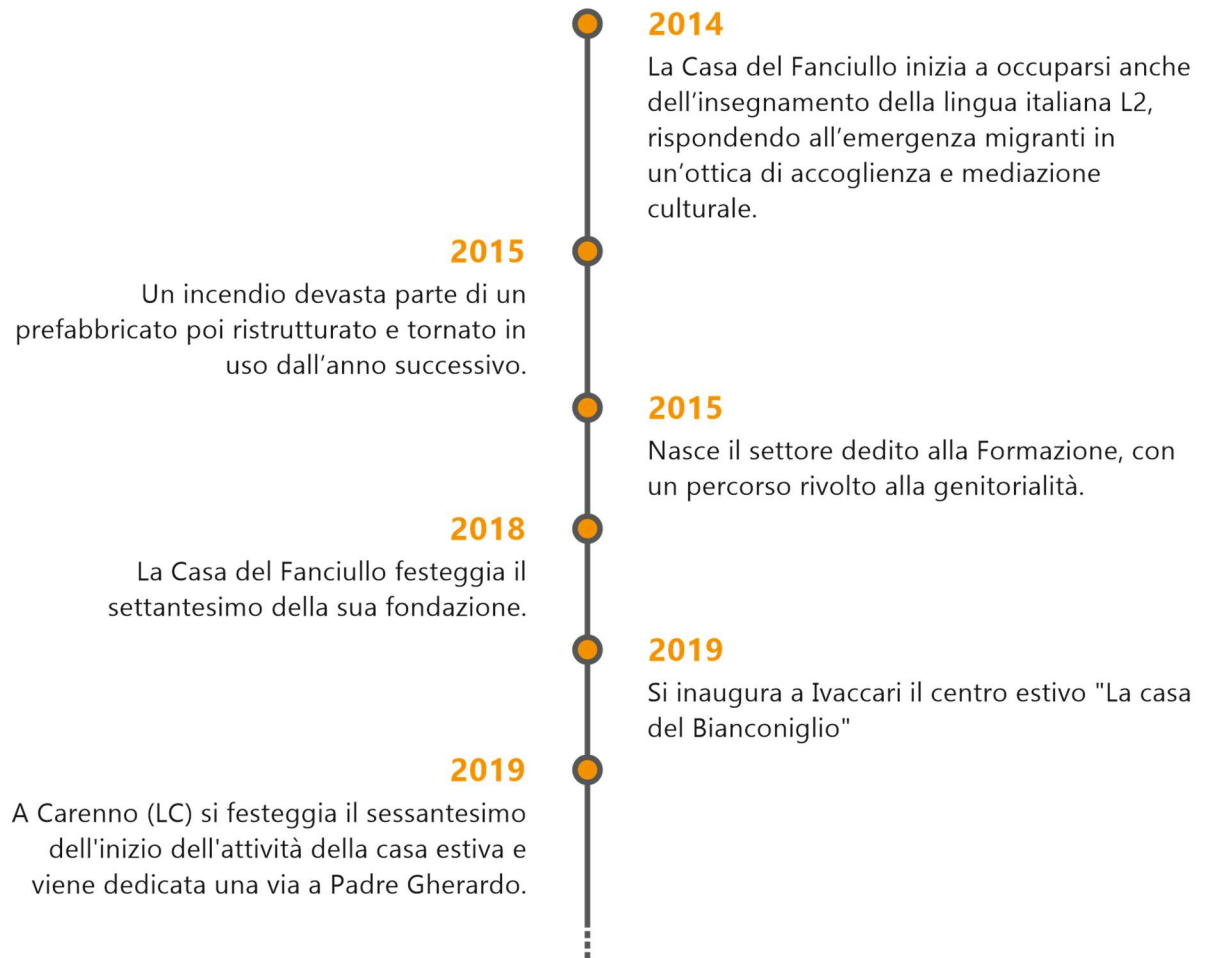 2014
La Casa del Fanciullo inizia a occuparsi anche
dell’insegnamento della lingua italiana L2,
rispondendo all’emergenza migranti in
un’ottica di accoglienza e mediazione
culturale.
2015
Un incendio devasta parte di un
prefabbricato poi ristrutturato e tornato in
uso dall’anno successivo.
2015
Nasce il settore dedito alla Formazione, con
un percorso rivolto alla genitorialità.
2018
La Casa del Fanciullo festeggia il
settantesimo della sua fondazione.
2019
Si inaugura a Ivaccari il centro estivo "La casa
del Bianconiglio"
2019
A Carenno (LC) si festeggia il sessantesimo
dell'inizio dell'attività della casa estiva e
viene dedicata una via a Padre Gherardo.